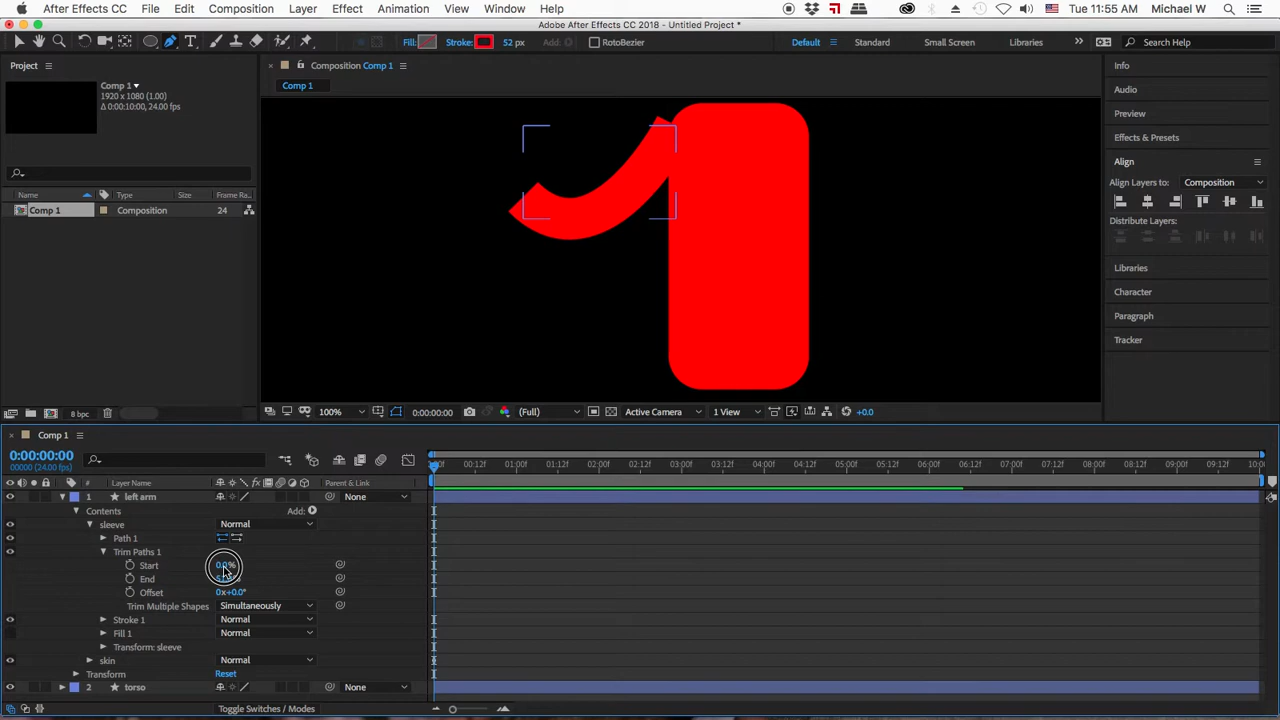 After Effects CC File Edit Composition Layer Effect Animation View Window Help Tue 11:55 AM Michael W
Adobe After Effects CC 2018 - Untitled Project *
Fill: Stroke: 52 px Add: RotoBezier Default Standard Small Screen Libraries Search Help
Project
Composition Comp 1
Info
Comp 1
1920 x 1080 (1.00)
Δ 0:00:10:00, 24.00 fps
Comp 1
Audio
Preview
Effects & Presets
Align
Align Layers to: Composition
Distribute Layers:
Name Type Size Frame Ra..
Comp 1 Composition 24
Libraries
Character
Paragraph
Tracker
8 bpc
100% 0:00:00:00 (Full) Active Camera 1 View +0.0
Comp 1
0:00:00:00
00000 (24.00 fps)
00:12f 01:00f 01:12f 02:00f 02:12f 03:00f 03:12f 04:00f 04:12f 05:00f 05:12f 06:00f 06:12f 07:00f 07:12f 08:00f 08:12f 09:00f 09:12f
# Layer Name Parent & Link
1 left arm None
Contents Add:
sleeve Normal
Path 1
Trim Paths 1
Start 0.0%
End
Offset 0x+0.0°
Trim Multiple Shapes Simultaneously
Stroke 1 Normal
Fill 1 Normal
Transform: sleeve
skin Normal
Transform Reset
2 torso None
Toggle Switches / Modes